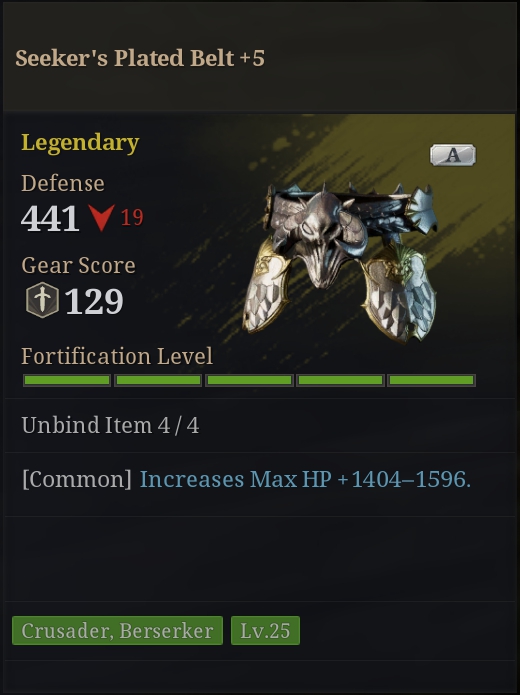 Seeker's Plated Belt +5
Legendary
A
Defense
441 19
Gear Score
129
Fortification Level
Unbind Item 4 / 4
[Common] Increases Max HP +1404–1596.
Crusader, Berserker Lv.25